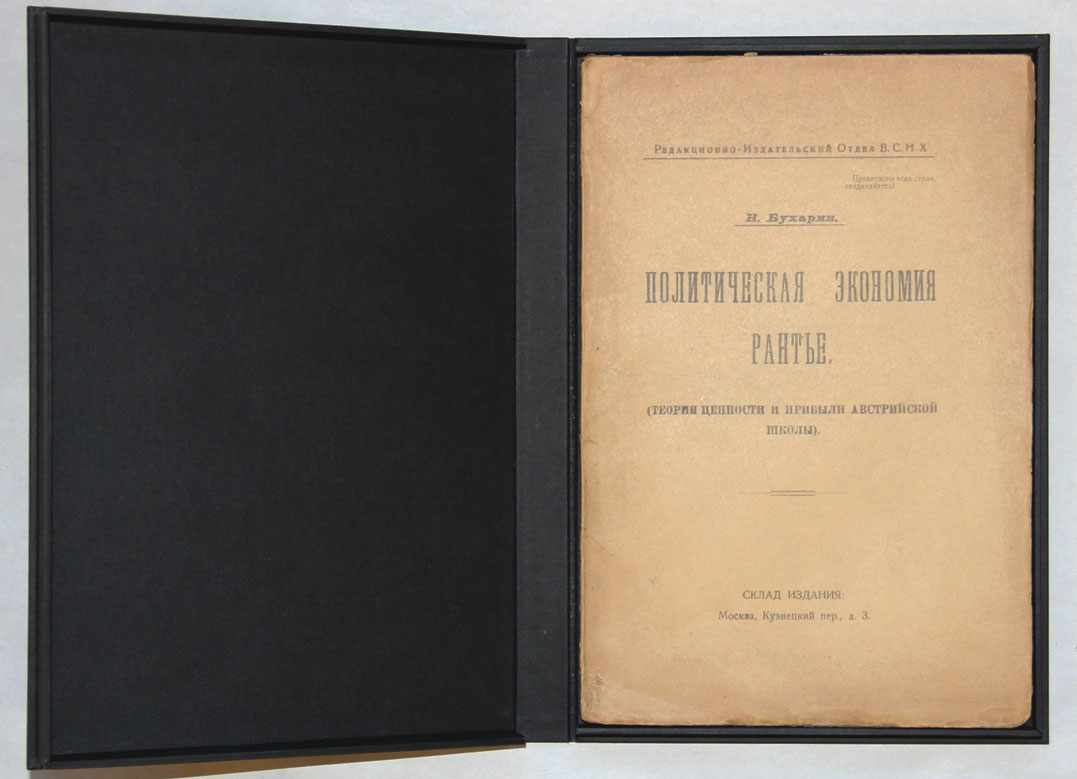 Редакционно-Издательский Отдел В. С. Н. Х
Пролетарии всех стран,
соединяйтесь!
Н. Бухарин.
ПОЛИТИЧЕСКАЯ ЭКОНОМИЯ
РАНТЬЕ.
(ТЕОРИЯ ЦЕННОСТИ И ПРИБЫЛИ АВСТРИЙСКОЙ
ШКОЛЫ).
СКЛАД ИЗДАНИЯ:
Москва, Кузнецкий пер., д. 3.